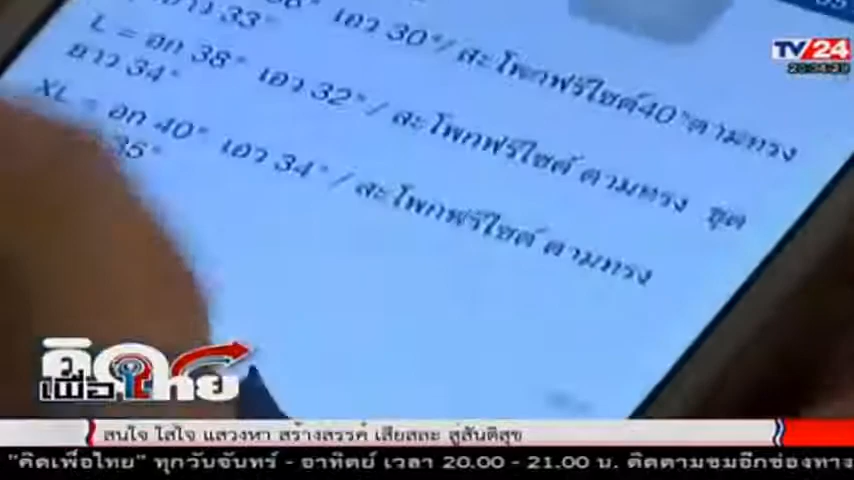 เอว 30"/ สะโพกฟรีไซด์40"ตามทรง
ยาว 33"
L = อก 38" เอว 32"/ สะโพกฟรีไซด์ ตามทรง ชุด
ยาว 34"
XL = อก 40" เอว 34"/ สะโพกฟรีไซด์ ตามทรง
35"
TV 24
คิด
เพื่อไทย
สนใจ ใส่ใจ แสวงหา สร้างสรรค์ เสียสละ สู่สันติสุข
"คิดเพื่อไทย" ทุกวันจันทร์ - อาทิตย์ เวลา 20.00 - 21.00 น. ติดตามชมอีกช่องทาง